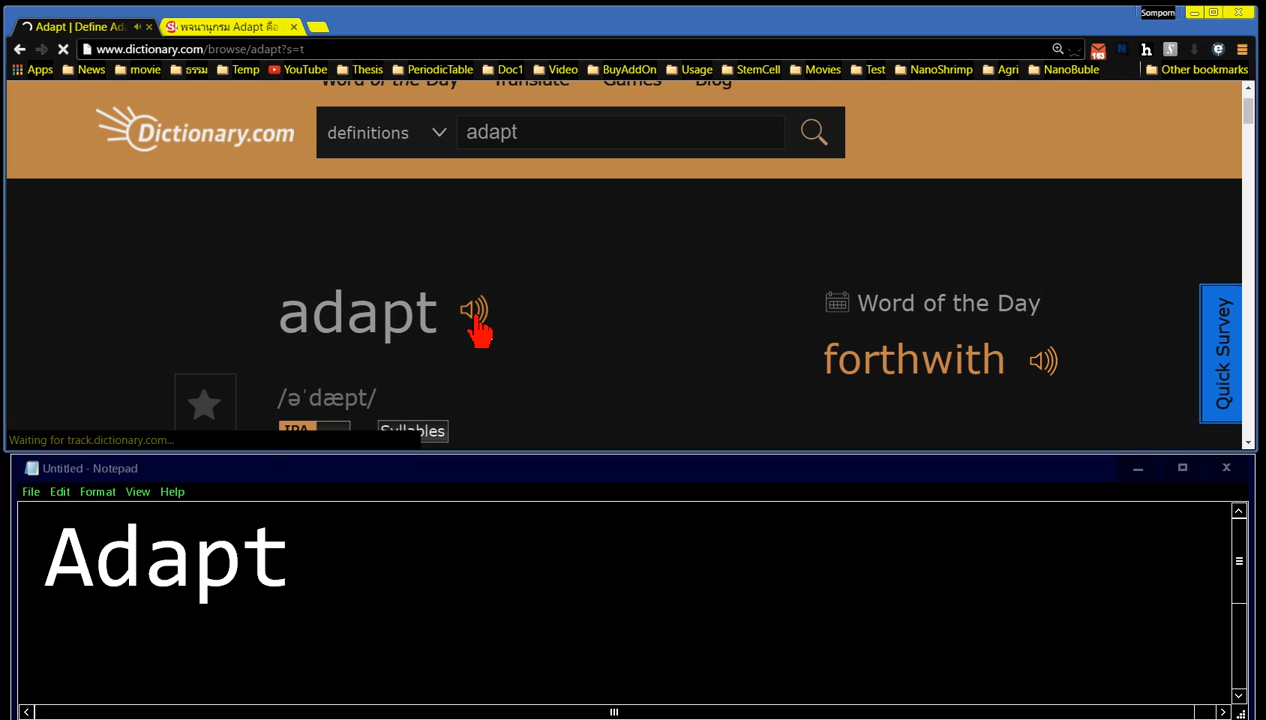 Somporn
Adapt | Define Ad
พจนานุกรม Adapt คือ
www.dictionary.com/browse/adapt?s=t
163
Apps News movie ธรรม Temp YouTube Thesis PeriodicTable Doc1 Video BuyAddOn Usage StemCell Movies Test NanoShrimp Agri NanoBuble Other bookmarks
Word of the Day Translate Games Blog
Dictionary.com definitions adapt
adapt
Word of the Day
forthwith
Quick Survey
/əˈdæpt/
IPA Syllables
Waiting for track.dictionary.com...
Untitled - Notepad
File Edit Format View Help
Adapt